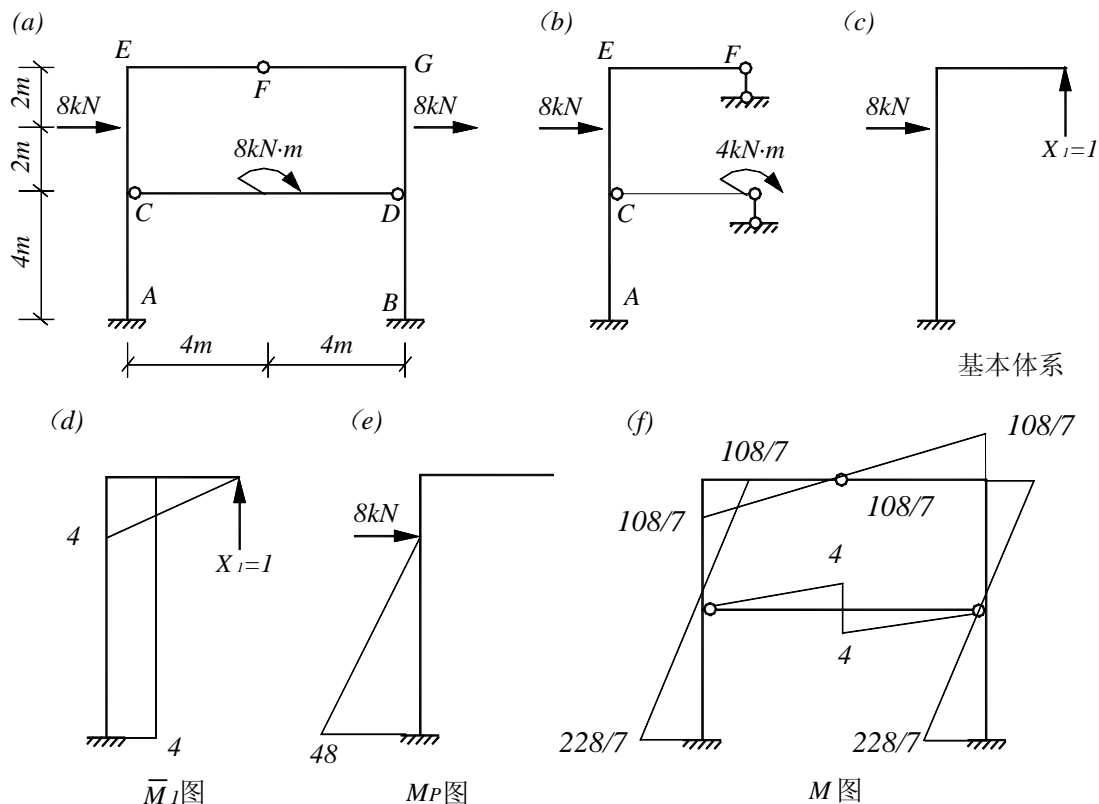 (a)
E
G
F
2m
8kN
8kN
2m
8kN·m
C
D
4m
A
B
4m
4m
(b)
E
F
8kN
4kN·m
C
A
(c)
8kN
X1=1
基本体系
(d)
4
X1=1
4
M̅1图
(e)
8kN
48
MP图
(f)
108/7
108/7
108/7
108/7
4
4
228/7
228/7
M图